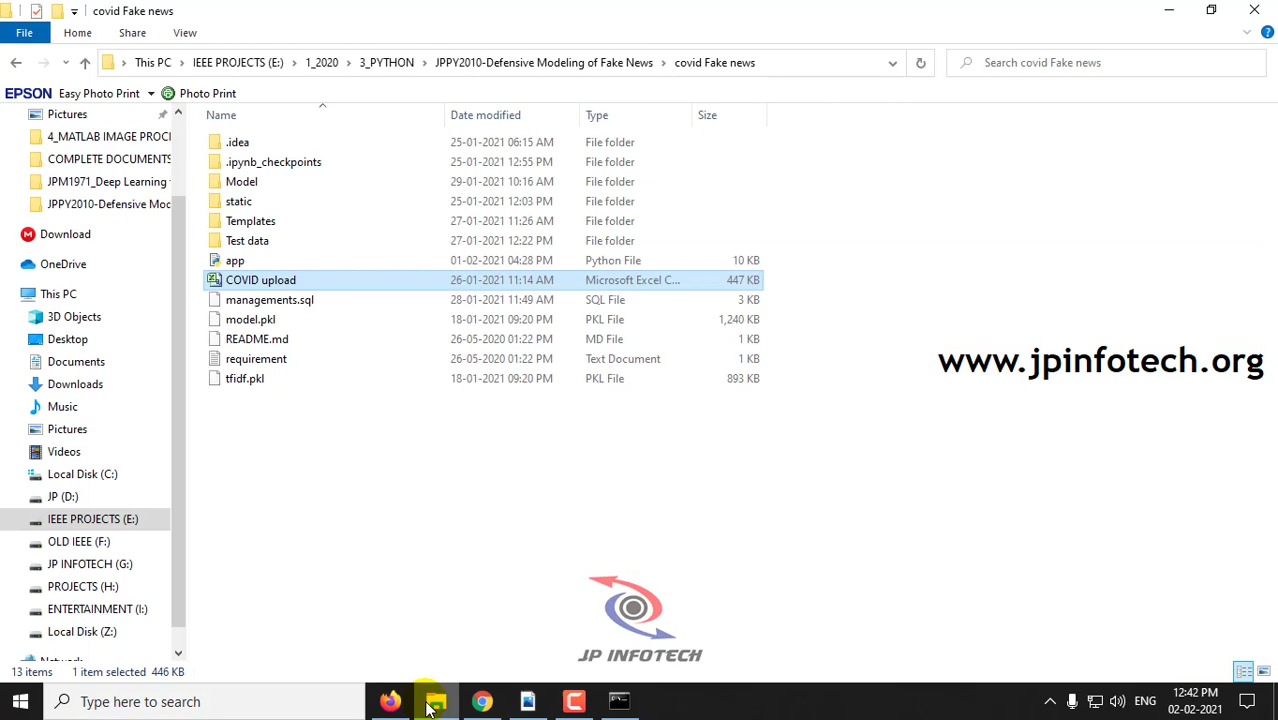 covid Fake news
File Home Share View
This PC IEEE PROJECTS (E:) 1_2020 3_PYTHON JPPY2010-Defensive Modeling of Fake News covid Fake news
Search covid Fake news
EPSON Easy Photo Print Photo Print
Name Date modified Type Size
Pictures
4_MATLAB IMAGE PROC
COMPLETE DOCUMENTS
JPM1971_Deep Learning
JPPY2010-Defensive Mod
Download
OneDrive
This PC
3D Objects
Desktop
Documents
Downloads
Music
Pictures
Videos
Local Disk (C:)
JP (D:)
IEEE PROJECTS (E:)
OLD IEEE (F:)
JP INFOTECH (G:)
PROJECTS (H:)
ENTERTAINMENT (I:)
Local Disk (Z:)
.idea 25-01-2021 06:15 AM File folder
.ipynb_checkpoints 25-01-2021 12:55 PM File folder
Model 29-01-2021 10:16 AM File folder
static 25-01-2021 12:03 PM File folder
Templates 27-01-2021 11:26 AM File folder
Test data 27-01-2021 12:22 PM File folder
app 01-02-2021 04:28 PM Python File 10 KB
COVID upload 26-01-2021 11:14 AM Microsoft Excel C... 447 KB
managements.sql 28-01-2021 11:49 AM SQL File 3 KB
model.pkl 18-01-2021 09:20 PM PKL File 1,240 KB
README.md 26-05-2020 01:22 PM MD File 1 KB
requirement 26-05-2020 01:22 PM Text Document 1 KB
tfidf.pkl 18-01-2021 09:20 PM PKL File 893 KB
www.jpinfotech.org
JP INFOTECH
13 items 1 item selected 446 KB
Type here to search
ENG
12:42 PM
02-02-2021